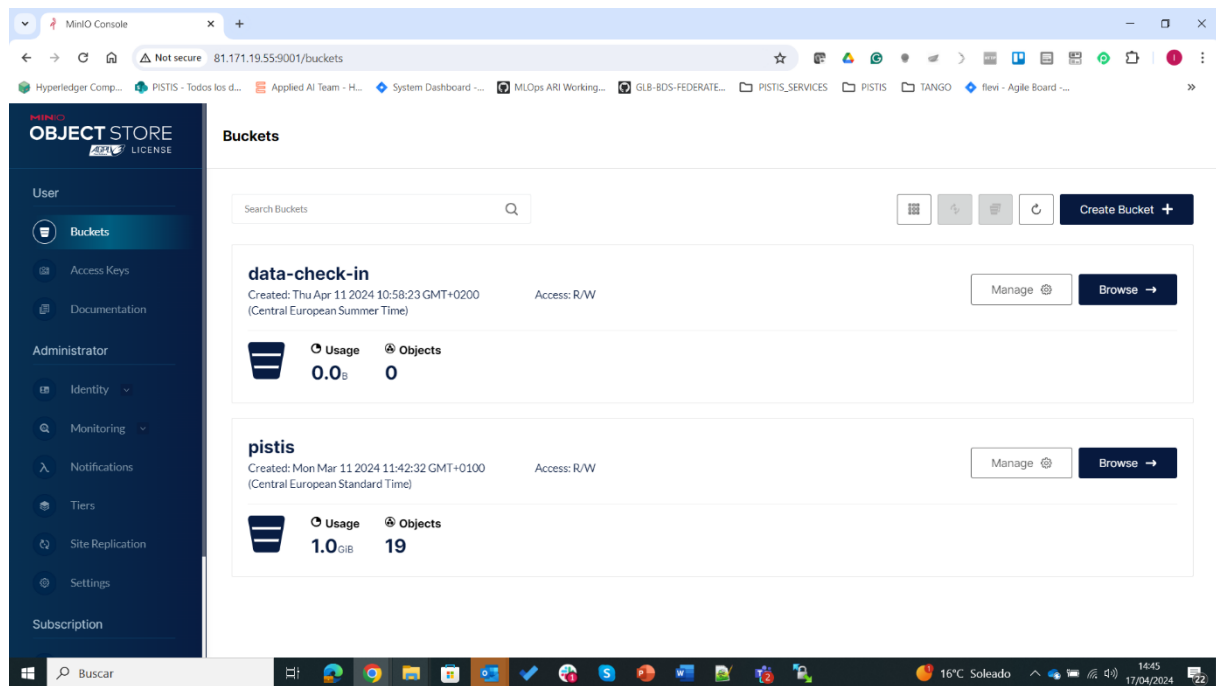 MinIO Console
Not secure 81.171.19.55:9001/buckets
Hyperledger Comp... PISTIS - Todos los d... Applied AI Team - H... System Dashboard -... MLOps ARI Working... GLB-BDS-FEDERATE... PISTIS_SERVICES PISTIS TANGO flevi - Agile Board -...
MINIO
OBJECT STORE
LICENSE
Buckets
User
Search Buckets
Create Bucket +
Buckets
Access Keys
Documentation
Administrator
Identity
Monitoring
Notifications
Tiers
Site Replication
Settings
Subscription
data-check-in
Created: Thu Apr 11 2024 10:58:23 GMT+0200
(Central European Summer Time)
Access: R/W
Manage
Browse →
Usage Objects
0.0B 0
pistis
Created: Mon Mar 11 2024 11:42:32 GMT+0100
(Central European Standard Time)
Access: R/W
Manage
Browse →
Usage Objects
1.0GiB 19
Buscar
16°C Soleado
14:45
17/04/2024
22